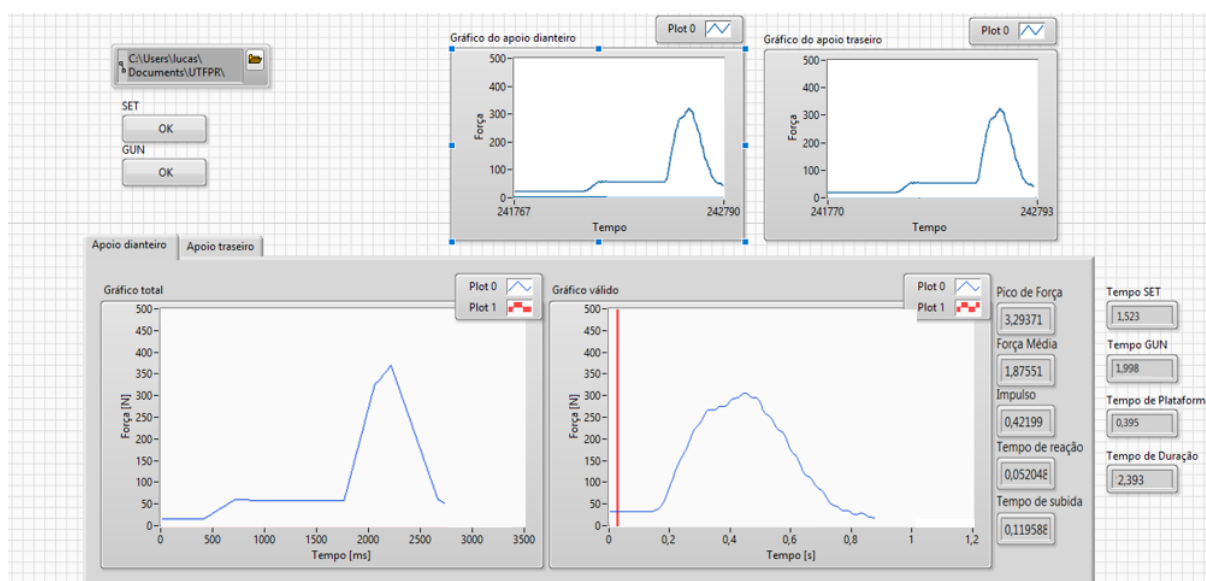 C:\Users\lucas\
Documents\UTFPR\
SET
OK
GUN
OK
Gráfico do apoio dianteiro
Plot 0
500
400
300
200
100
0
Força
241767
242790
Tempo
Gráfico do apoio traseiro
Plot 0
500
400
300
200
100
0
Força
241770
242793
Tempo
Apoio dianteiro
Apoio traseiro
Gráfico total
Plot 0
Plot 1
500
450
400
350
300
250
200
150
100
50
0
Força [N]
0 500 1000 1500 2000 2500 3000 3500
Tempo [ms]
Gráfico válido
Plot 0
Plot 1
500
450
400
350
300
250
200
150
100
50
0
Força [N]
0 0,2 0,4 0,6 0,8 1 1,2
Tempo [s]
Pico de Força
3,29371
Força Média
1,87551
Impulso
0,42199
Tempo de reação
0,052048
Tempo de subida
0,119588
Tempo SET
1,523
Tempo GUN
1,998
Tempo de Plataform
0,395
Tempo de Duração
2,393